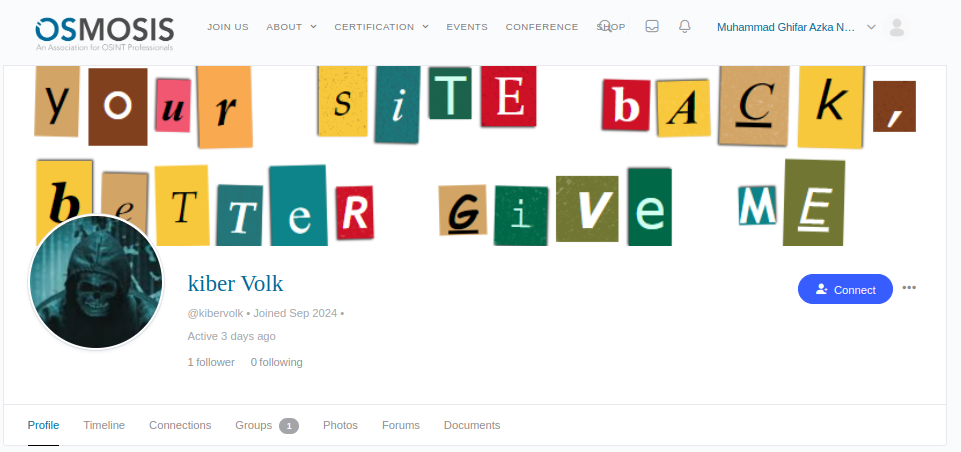 OSMOSIS
An Association for OSINT Professionals
JOIN US ABOUT CERTIFICATION EVENTS CONFERENCE SHOP
Muhammad Ghifar Azka N...
your siTE bACk,
beTTER GiVe ME
kiber Volk
@kibervolk • Joined Sep 2024 •
Active 3 days ago
1 follower 0 following
Connect
Profile Timeline Connections Groups 1 Photos Forums Documents